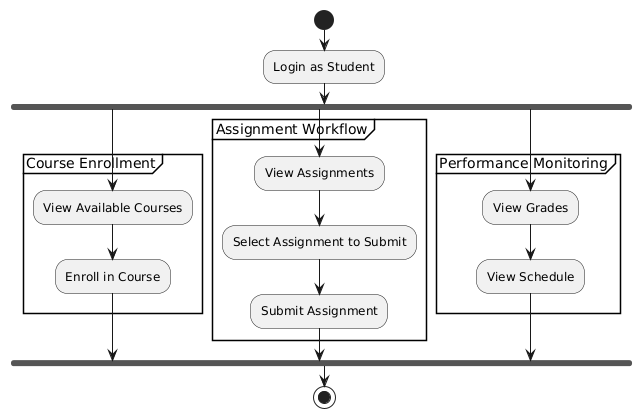 Login as Student
Course Enrollment
View Available Courses
Enroll in Course
Assignment Workflow
View Assignments
Select Assignment to Submit
Submit Assignment
Performance Monitoring
View Grades
View Schedule